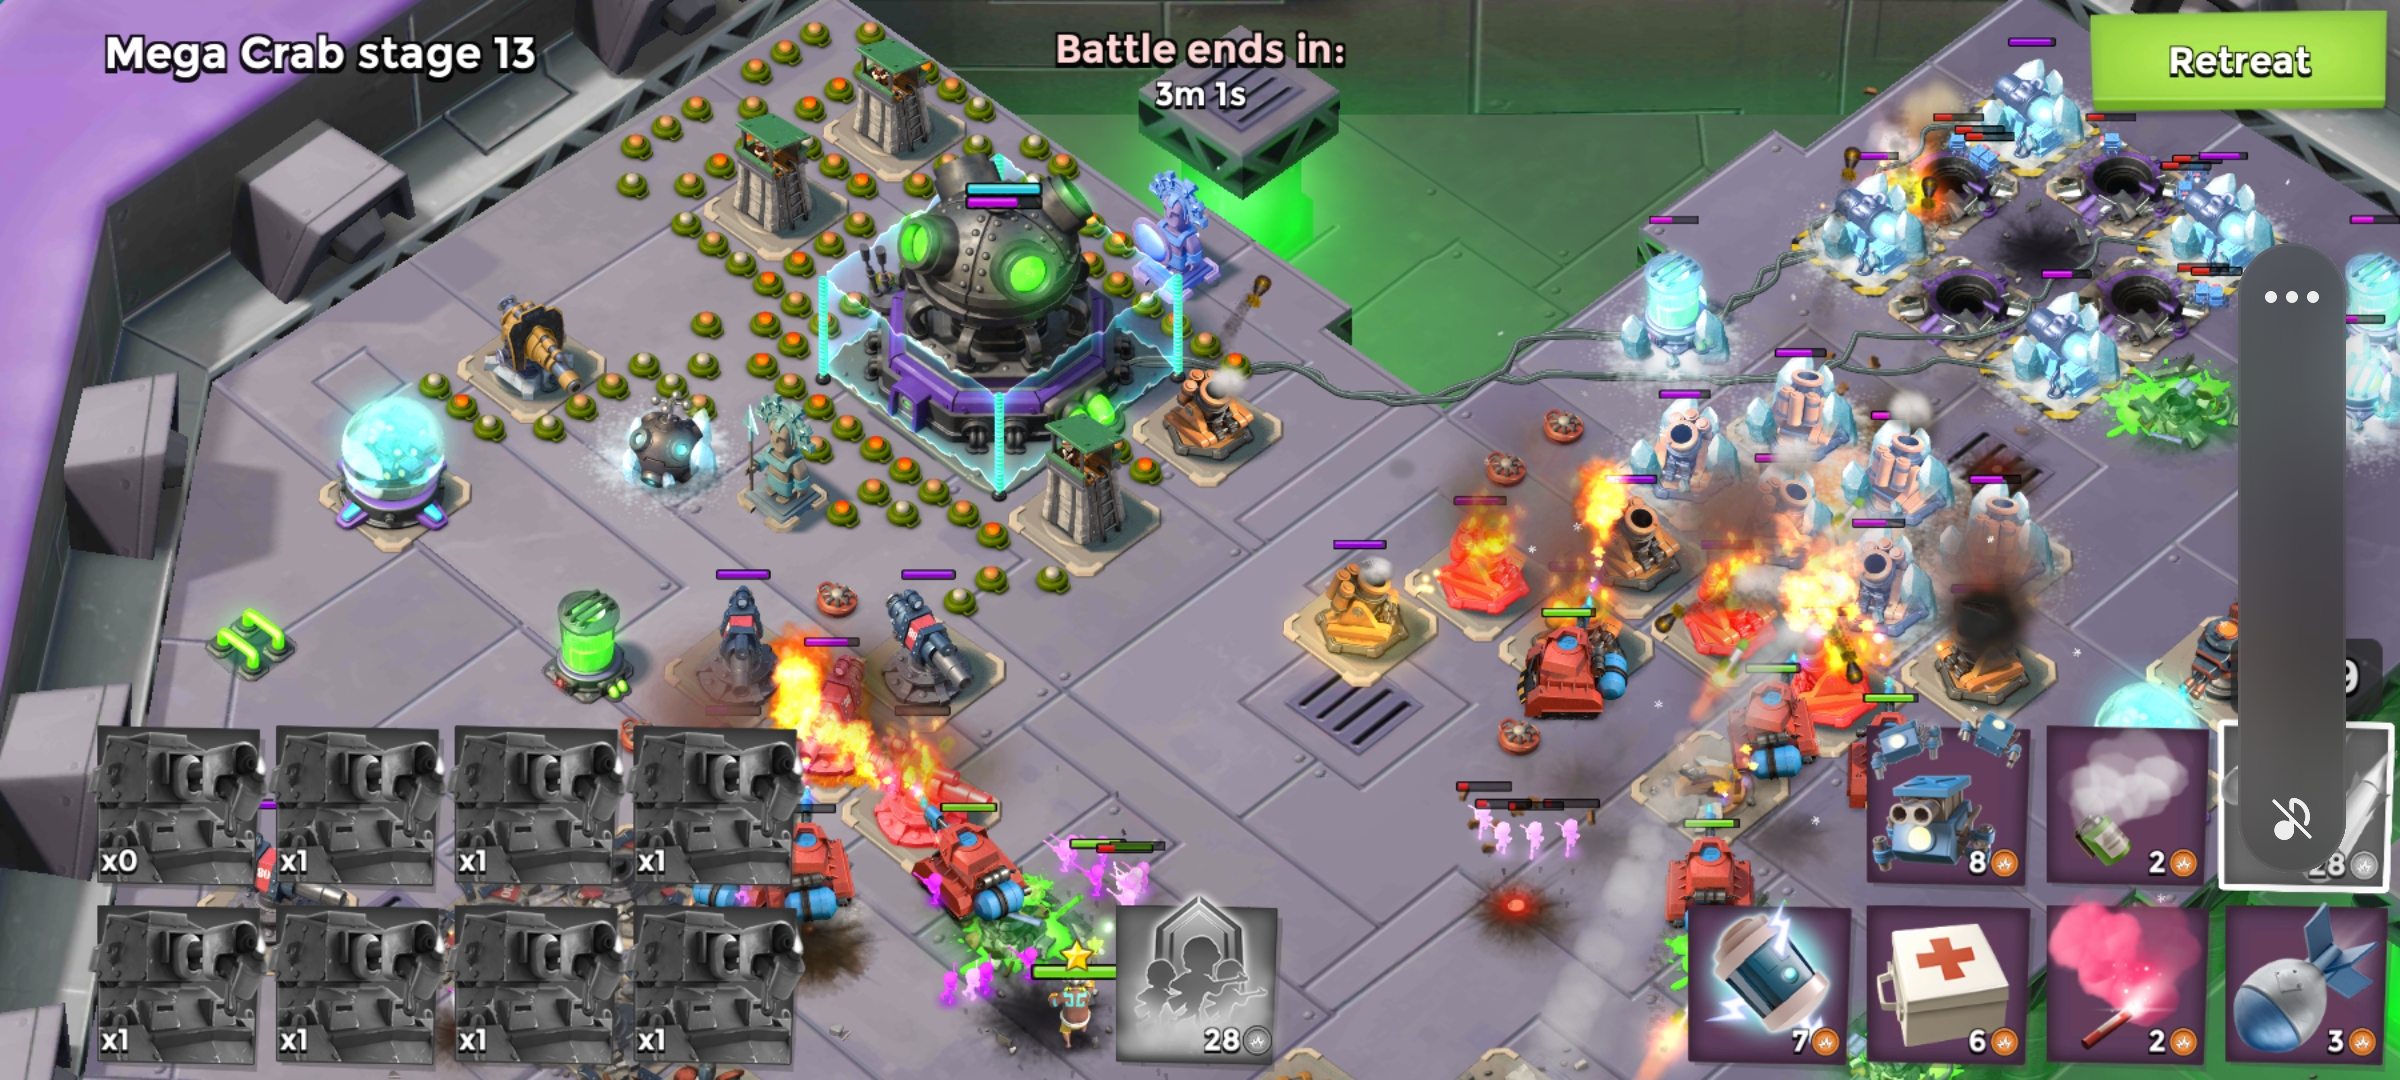 Mega Crab stage 13
Battle ends in:
3m 1s
Retreat
x0
x1
x1
x1
8
2
28
x1
x1
x1
x1
28
7
6
2
3